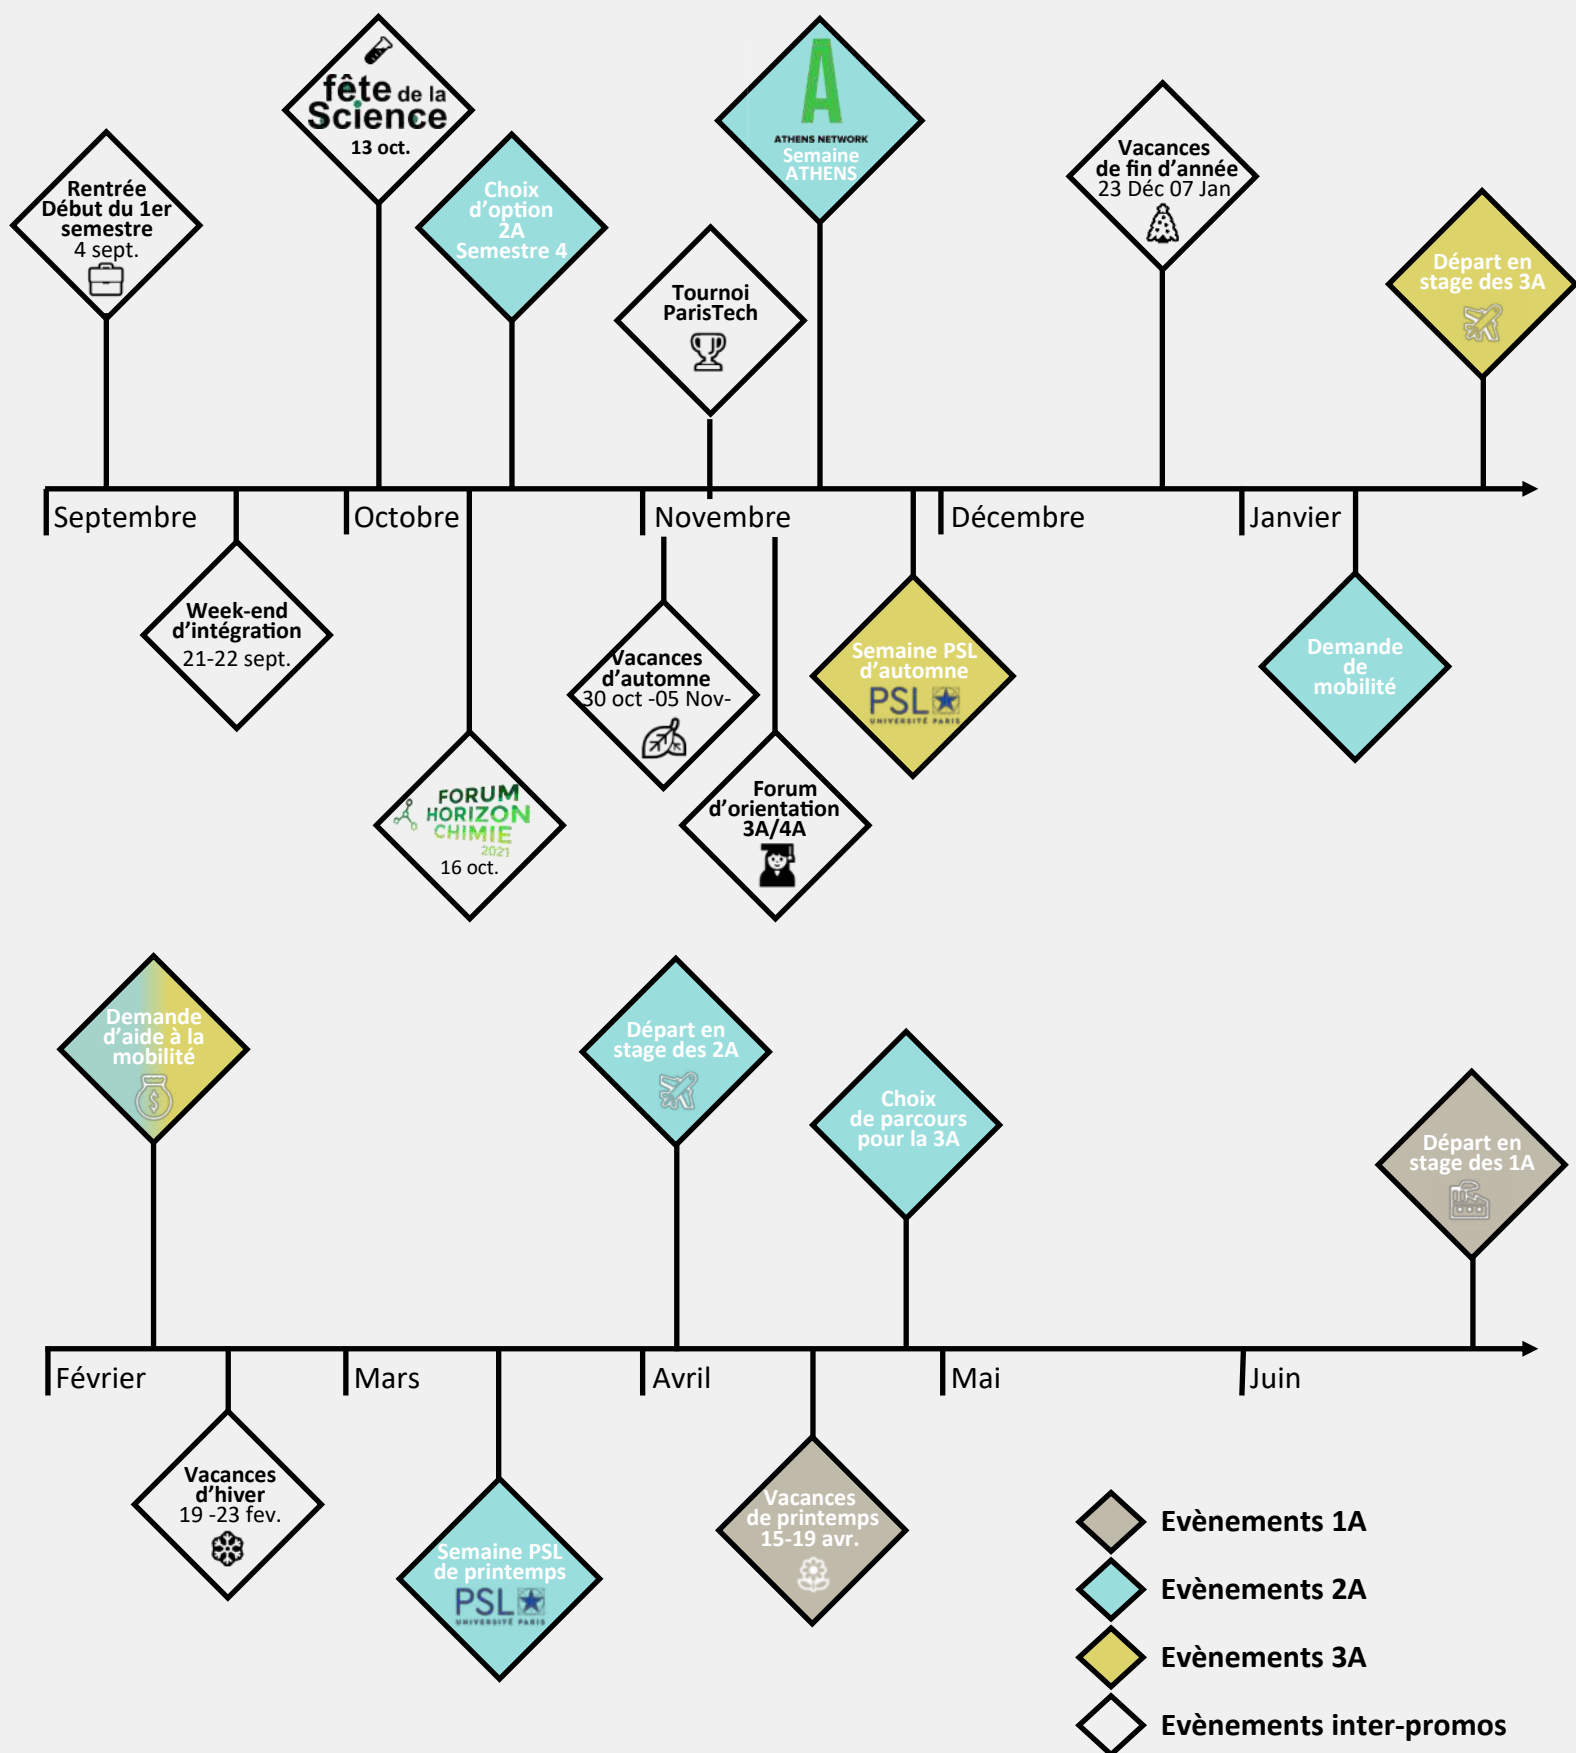 fête de la
Science
13 oct.
ATHENS NETWORK
Semaine
ATHENS
Rentrée
Début du 1er
semestre
4 sept.
Choix
d'option
2A
Semestre 4
Vacances
de fin d'année
23 Déc 07 Jan
Tournoi
ParisTech
Départ en
stage des 3A
Septembre
Octobre
Novembre
Décembre
Janvier
Week-end
d'intégration
21-22 sept.
Vacances
d'automne
30 oct -05 Nov-
Semaine PSL
d'automne
PSL
UNIVERSITÉ PARIS
Demande
de
mobilité
FORUM
HORIZON
CHIMIE
2021
16 oct.
Forum
d'orientation
3A/4A
Demande
d'aide à la
mobilité
Départ en
stage des 2A
Choix
de parcours
pour la 3A
Départ en
stage des 1A
Février
Mars
Avril
Mai
Juin
Vacances
d'hiver
19 -23 fev.
Semaine PSL
de printemps
PSL
UNIVERSITÉ PARIS
Vacances
de printemps
15-19 avr.
Evènements 1A
Evènements 2A
Evènements 3A
Evènements inter-promos